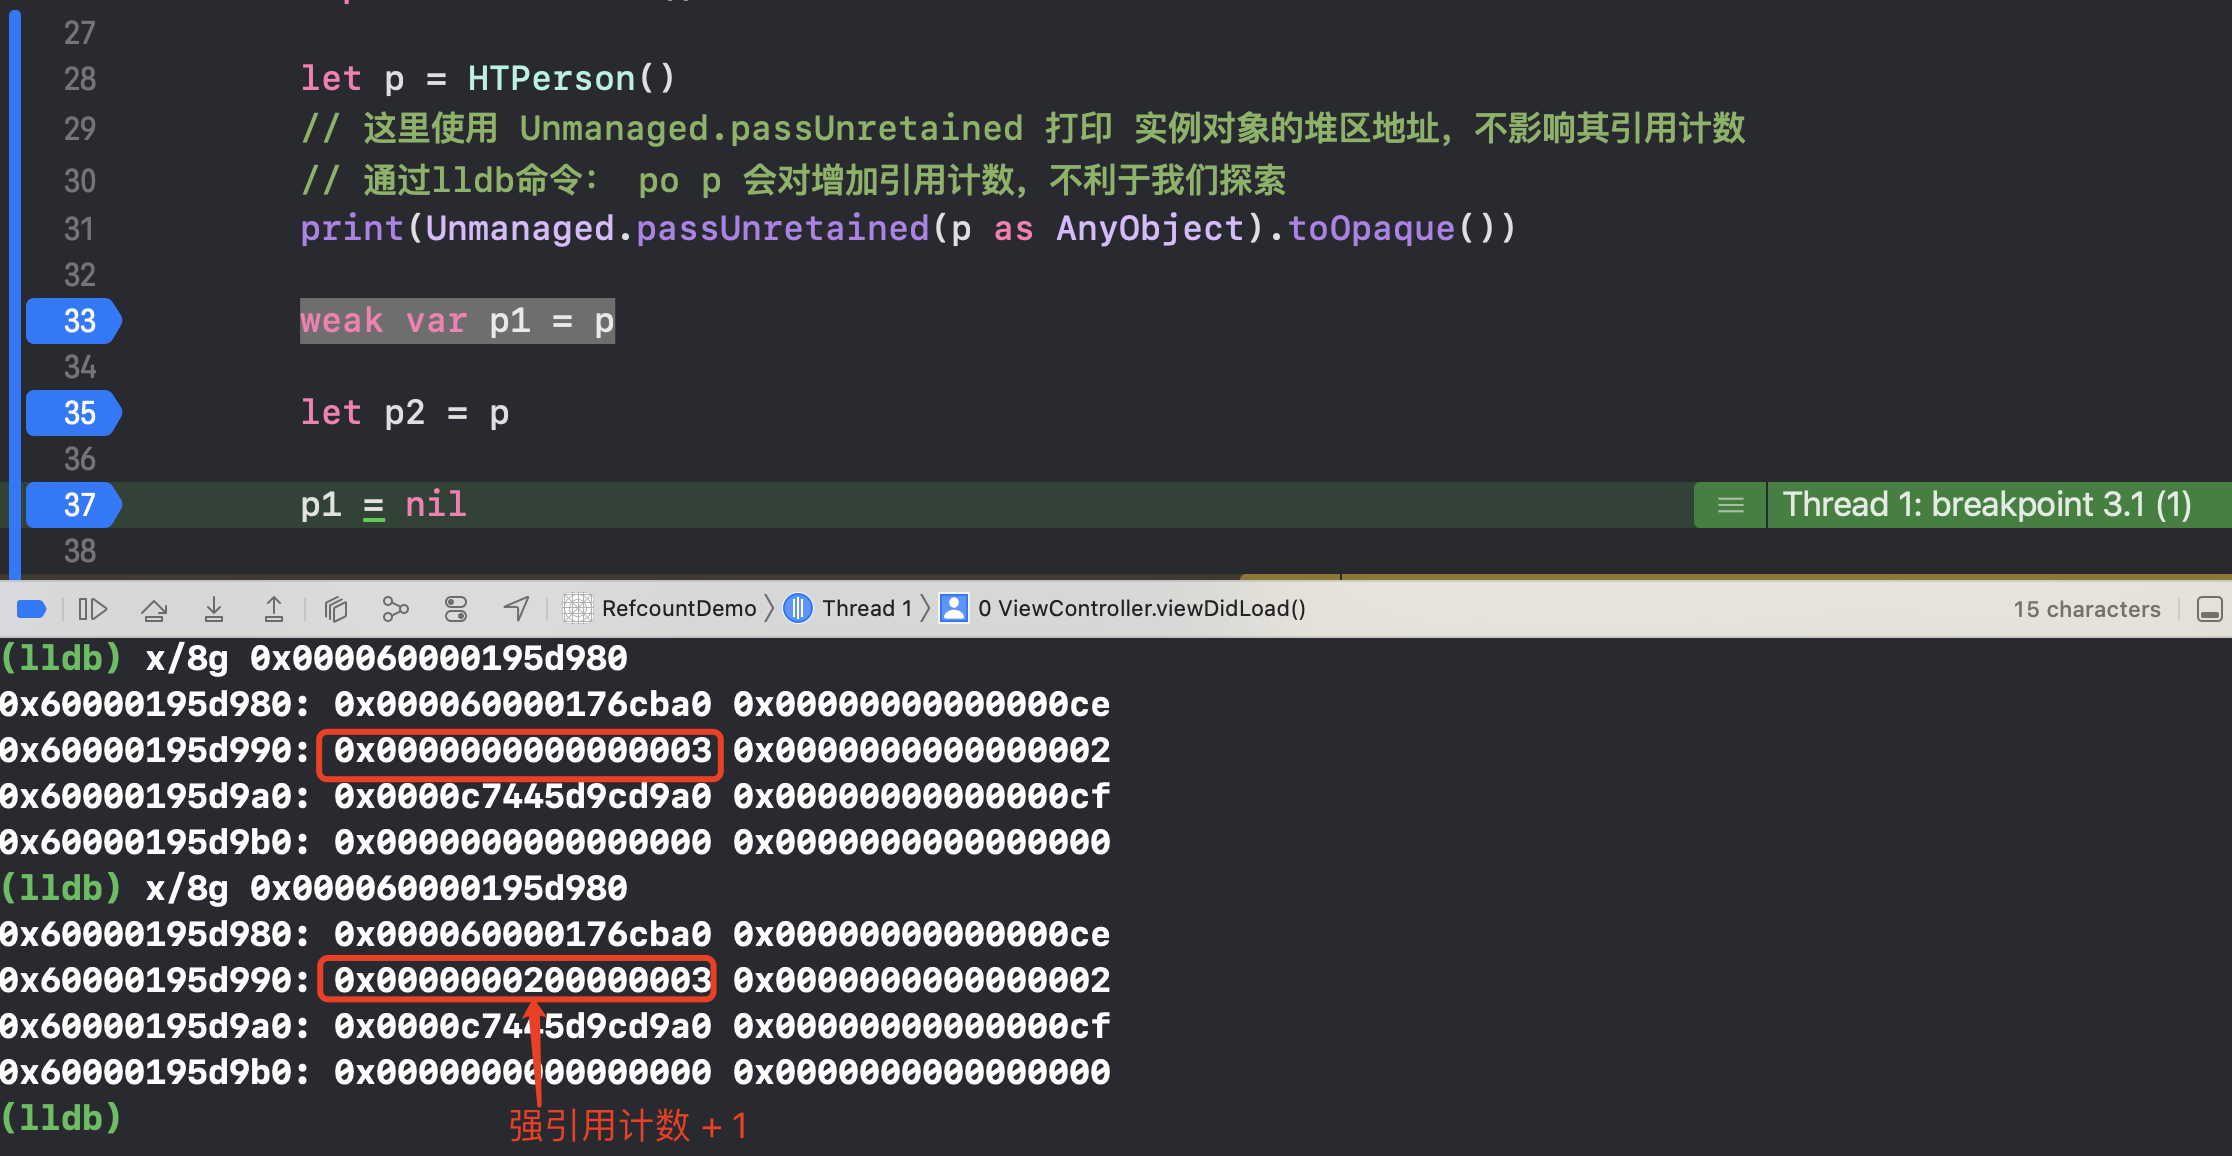 27
28 let p = HTPerson()
29 // 这里使用 Unmanaged.passUnretained 打印 实例对象的堆区地址，不影响其引用计数
30 // 通过lldb命令： po p 会对增加引用计数，不利于我们探索
31 print(Unmanaged.passUnretained(p as AnyObject).toOpaque())
32
33 weak var p1 = p
34
35 let p2 = p
36
37 p1 = nil Thread 1: breakpoint 3.1 (1)
38
RefcountDemo 〉 Thread 1 〉 0 ViewController.viewDidLoad() 15 characters
(lldb) x/8g 0x000060000195d980
0x60000195d980: 0x000060000176cba0 0x00000000000000ce
0x60000195d990: 0x0000000000000003 0x0000000000000002
0x60000195d9a0: 0x0000c7445d9cd9a0 0x00000000000000cf
0x60000195d9b0: 0x0000000000000000 0x0000000000000000
(lldb) x/8g 0x000060000195d980
0x60000195d980: 0x000060000176cba0 0x00000000000000ce
0x60000195d990: 0x0000000200000003 0x0000000000000002
0x60000195d9a0: 0x0000c7445d9cd9a0 0x00000000000000cf
0x60000195d9b0: 0x0000000000000000 0x0000000000000000
(lldb)
强引用计数 + 1